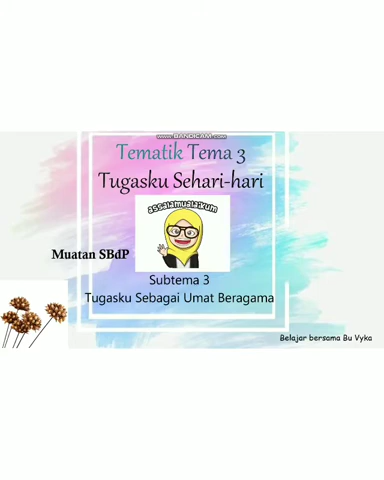 www.BANDICAM.com
Tematik Tema 3
Tugasku Sehari-hari
assalamualaikum
Muatan SBdP
Subtema 3
Tugasku Sebagai Umat Beragama
Belajar bersama Bu Vyka